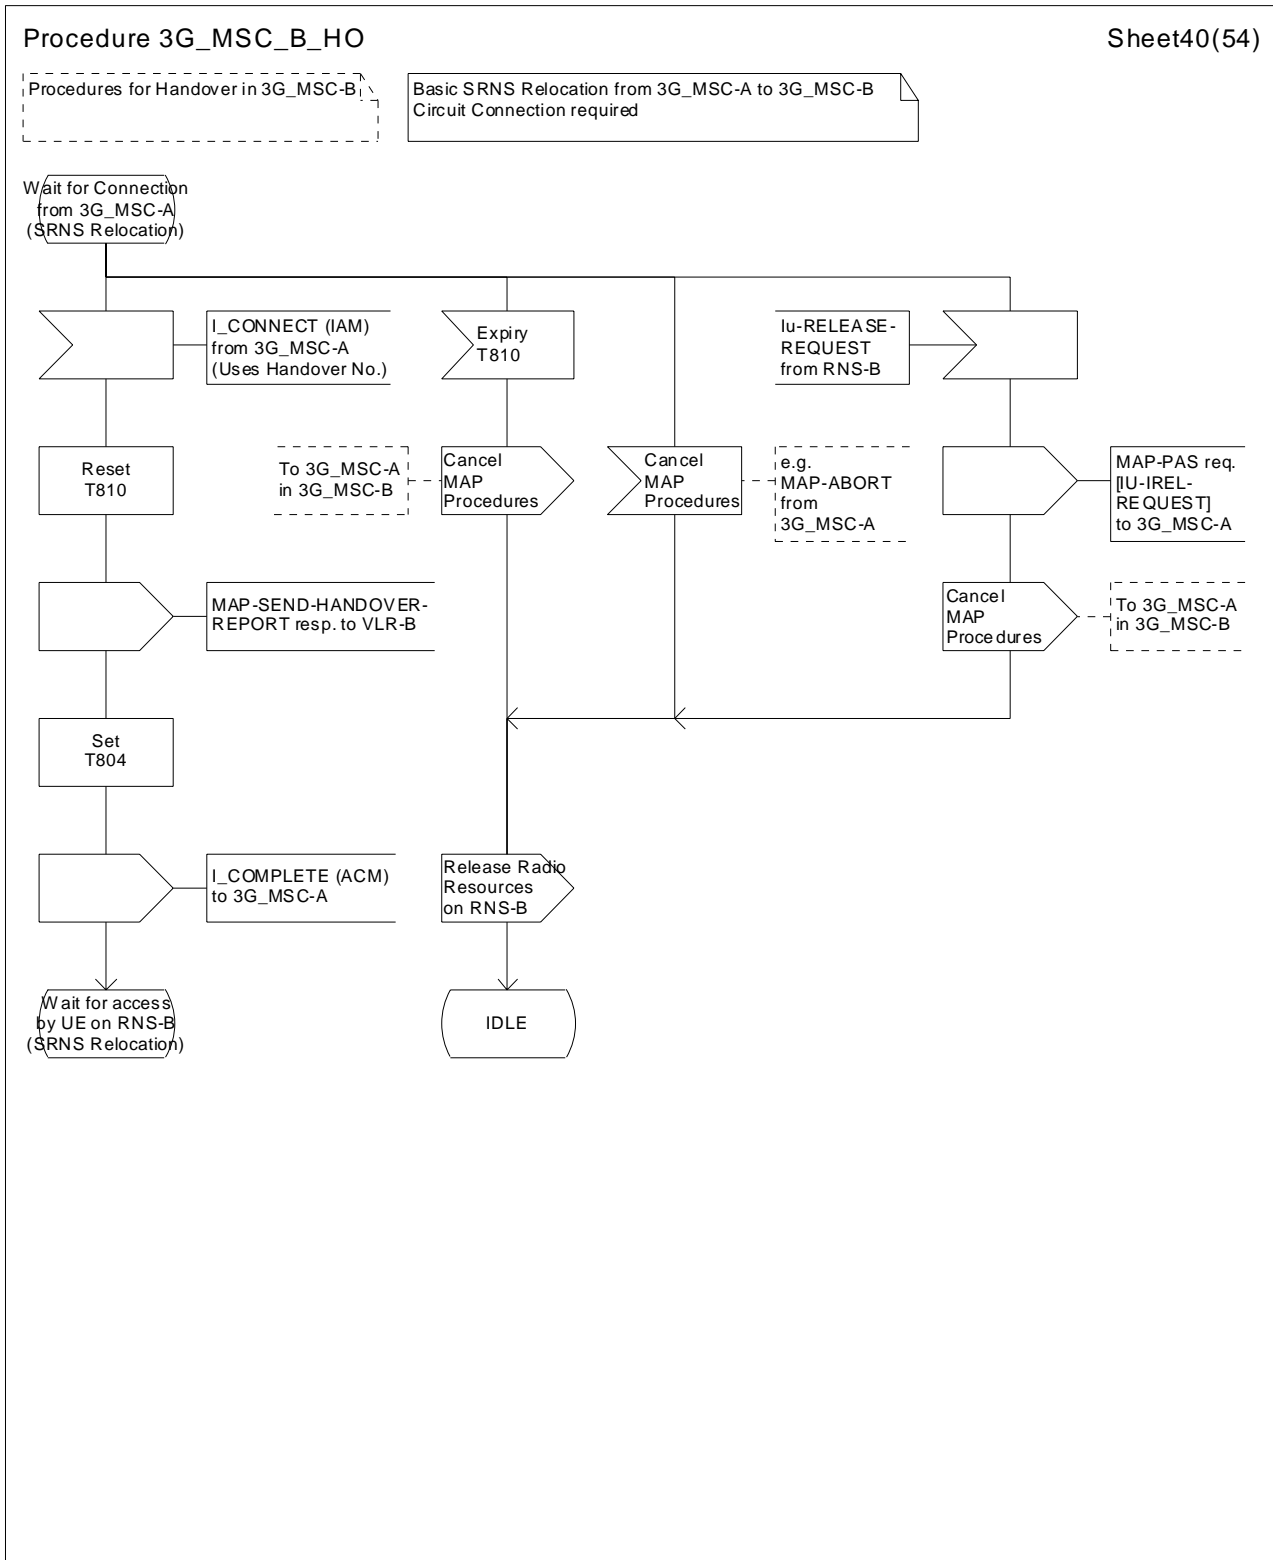 Procedure 3G_MSC_B_HO
Sheet40(54)
Procedures for Handover in 3G_MSC-B
Basic SRNS Relocation from 3G_MSC-A to 3G_MSC-B
Circuit Connection required
Wait for Connection
from 3G_MSC-A
(SRNS Relocation)
I_CONNECT (IAM)
from 3G_MSC-A
(Uses Handover No.)
Expiry
T810
Iu-RELEASE-
REQUEST
from RNS-B
Reset
T810
To 3G_MSC-A
in 3G_MSC-B
Cancel
MAP
Procedures
Cancel
MAP
Procedures
e.g.
MAP-ABORT
from
3G_MSC-A
MAP-PAS req.
[IU-IREL-
REQUEST]
to 3G_MSC-A
MAP-SEND-HANDOVER-
REPORT resp. to VLR-B
Cancel
MAP
Procedures
To 3G_MSC-A
in 3G_MSC-B
Set
T804
I_COMPLETE (ACM)
to 3G_MSC-A
Release Radio
Resources
on RNS-B
Wait for access
by UE on RNS-B
(SRNS Relocation)
IDLE